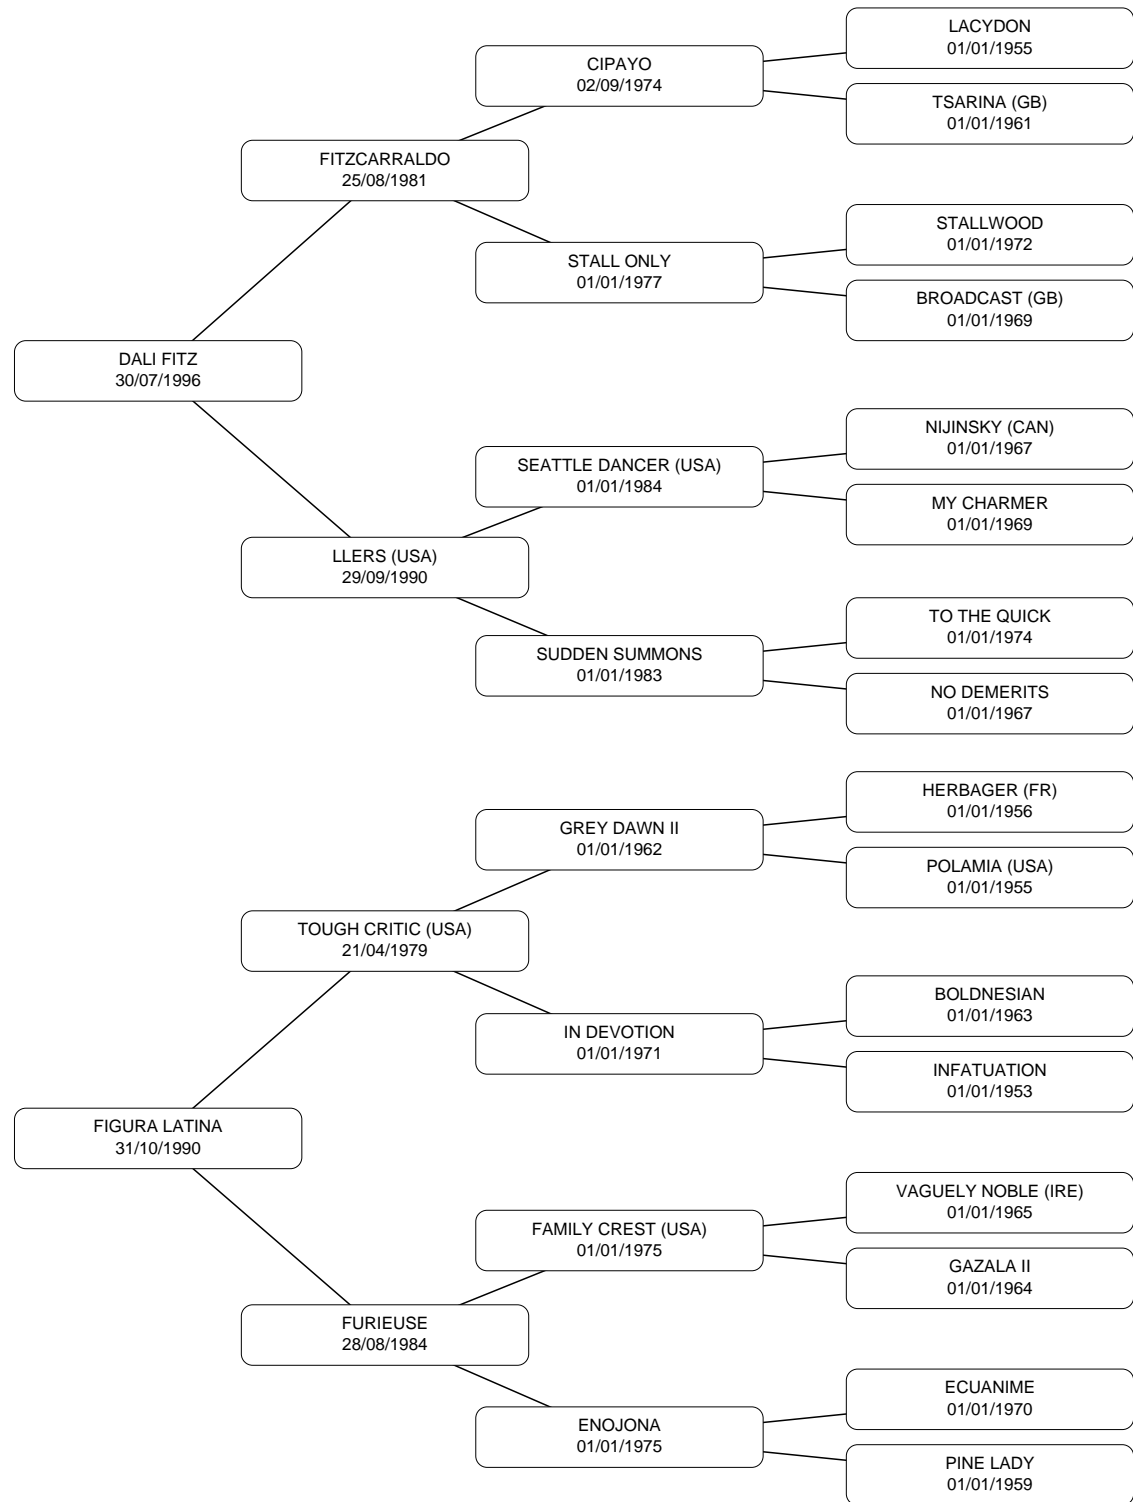 LACYDON
01/01/1955
CIPAYO
02/09/1974
TSARINA (GB)
01/01/1961
FITZCARRALDO
25/08/1981
STALLWOOD
01/01/1972
STALL ONLY
01/01/1977
BROADCAST (GB)
01/01/1969
DALI FITZ
30/07/1996
NIJINSKY (CAN)
01/01/1967
SEATTLE DANCER (USA)
01/01/1984
MY CHARMER
01/01/1969
LLERS (USA)
29/09/1990
TO THE QUICK
01/01/1974
SUDDEN SUMMONS
01/01/1983
NO DEMERITS
01/01/1967
HERBAGER (FR)
01/01/1956
GREY DAWN II
01/01/1962
POLAMIA (USA)
01/01/1955
TOUGH CRITIC (USA)
21/04/1979
BOLDNESIAN
01/01/1963
IN DEVOTION
01/01/1971
INFATUATION
01/01/1953
FIGURA LATINA
31/10/1990
VAGUELY NOBLE (IRE)
01/01/1965
FAMILY CREST (USA)
01/01/1975
GAZALA II
01/01/1964
FURIEUSE
28/08/1984
ECUANIME
01/01/1970
ENOJONA
01/01/1975
PINE LADY
01/01/1959